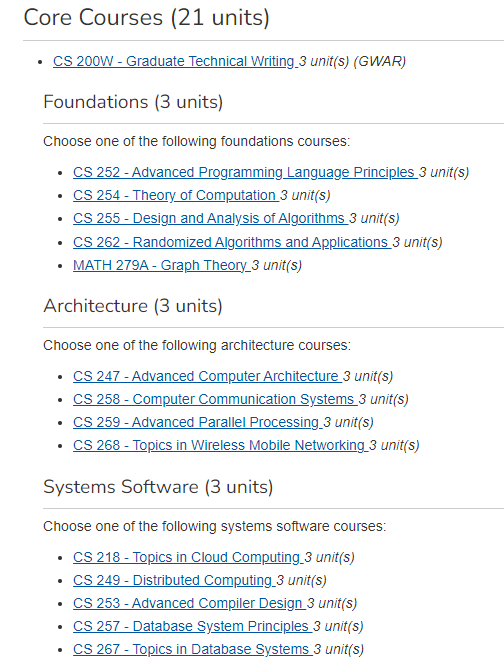 Core Courses (21 units)
CS 200W - Graduate Technical Writing 3 unit(s) (GWAR)
Foundations (3 units)
Choose one of the following foundations courses:
CS 252 - Advanced Programming Language Principles 3 unit(s)
CS 254 - Theory of Computation 3 unit(s)
CS 255 - Design and Analysis of Algorithms 3 unit(s)
CS 262 - Randomized Algorithms and Applications 3 unit(s)
MATH 279A - Graph Theory 3 unit(s)
Architecture (3 units)
Choose one of the following architecture courses:
CS 247 - Advanced Computer Architecture 3 unit(s)
CS 258 - Computer Communication Systems 3 unit(s)
CS 259 - Advanced Parallel Processing 3 unit(s)
CS 268 - Topics in Wireless Mobile Networking 3 unit(s)
Systems Software (3 units)
Choose one of the following systems software courses:
CS 218 - Topics in Cloud Computing 3 unit(s)
CS 249 - Distributed Computing 3 unit(s)
CS 253 - Advanced Compiler Design 3 unit(s)
CS 257 - Database System Principles 3 unit(s)
CS 267 - Topics in Database Systems 3 unit(s)